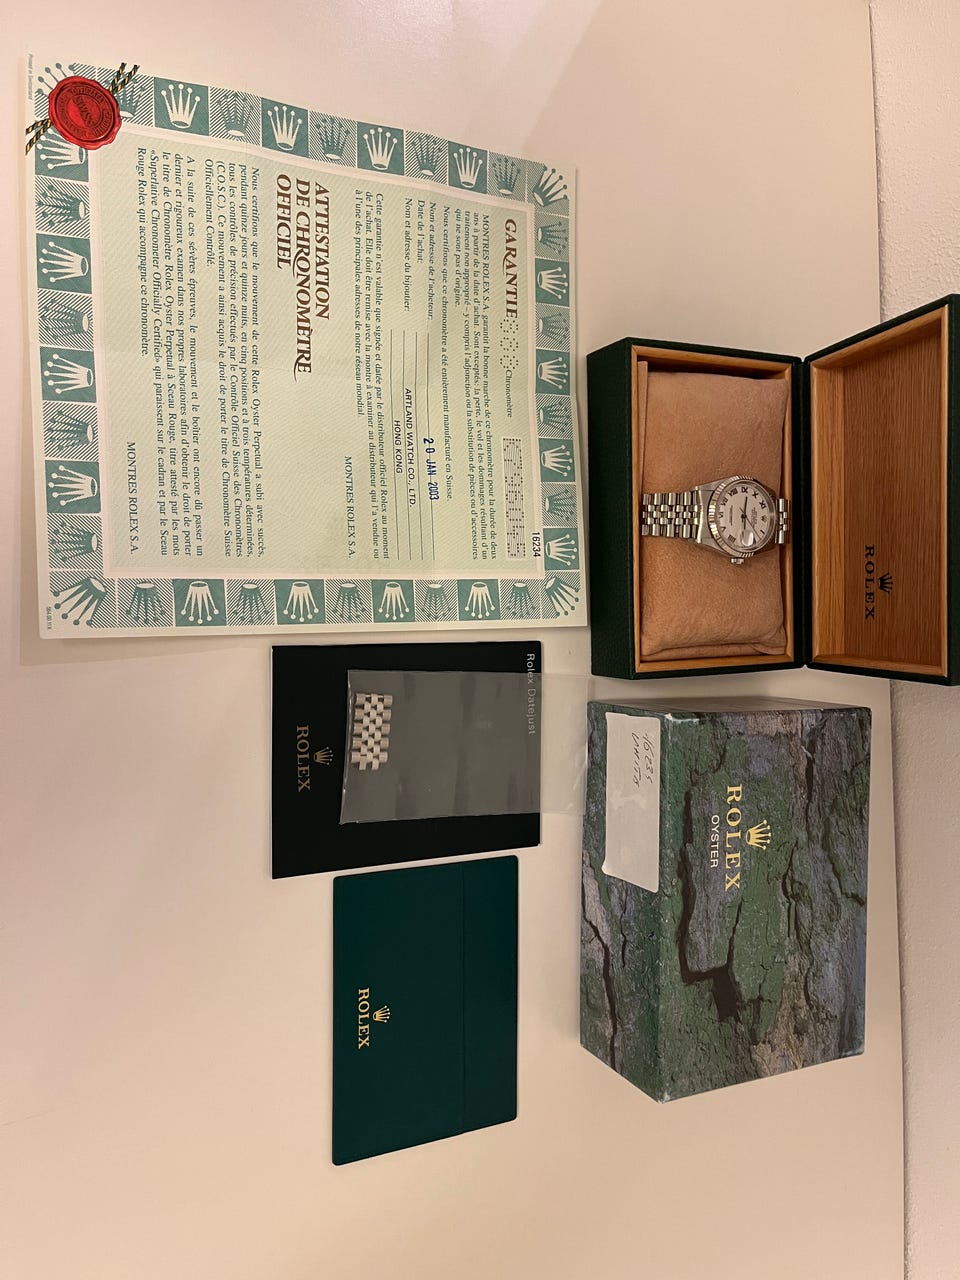 GARANTIE
Chronomètre
16234
MONTRES ROLEX S.A. garantit la bonne marche de ce chronomètre pour la durée de deux
ans à partir de la date d'achat. Sont exceptés: la perte, le vol et les dommages résultant d'un
traitement non approprié – y compris l'adjonction ou la substitution de pièces ou d'accessoires
qui ne sont pas d'origine.
Nous certifions que ce chronomètre a été entièrement manufacturé en Suisse.
Nom et adresse de l'acheteur:
Date de l'achat: 20 JAN 2003
Nom et adresse du bijoutier: ARTLAND WATCH CO., LTD.
HONG KONG
Cette garantie n'est valable que signée et datée par le distributeur officiel Rolex au moment
de l'achat. Elle doit être remise avec la montre à examiner au distributeur qui l'a vendue ou
à l'une des principales adresses de notre réseau mondial.
MONTRES ROLEX S.A.
ATTESTATION
DE CHRONOMÈTRE
OFFICIEL
Nous certifions que le mouvement de cette Rolex Oyster Perpetual a subi avec succès,
pendant quinze jours et quinze nuits, en cinq positions et à trois températures déterminées,
tous les contrôles de précision effectués par le Contrôle Officiel Suisse des Chronomètres
(C.O.S.C.). Ce mouvement a ainsi acquis le droit de porter le titre de Chronomètre Suisse
Officiellement Contrôlé.
A la suite de ces sévères épreuves, le mouvement et le boîtier ont encore dû passer un
dernier et rigoureux examen dans nos propres laboratoires afin d'obtenir le droit de porter
le titre de Chronomètre Rolex Oyster Perpetual à Sceau Rouge, titre attesté par les mots
«Superlative Chronometer Officially Certified» qui paraissent sur le cadran et par le Sceau
Rouge Rolex qui accompagne ce chronomètre.
MONTRES ROLEX S.A.
ROLEX
Rolex Datejust
ROLEX
ROLEX
OYSTER
ROLEX